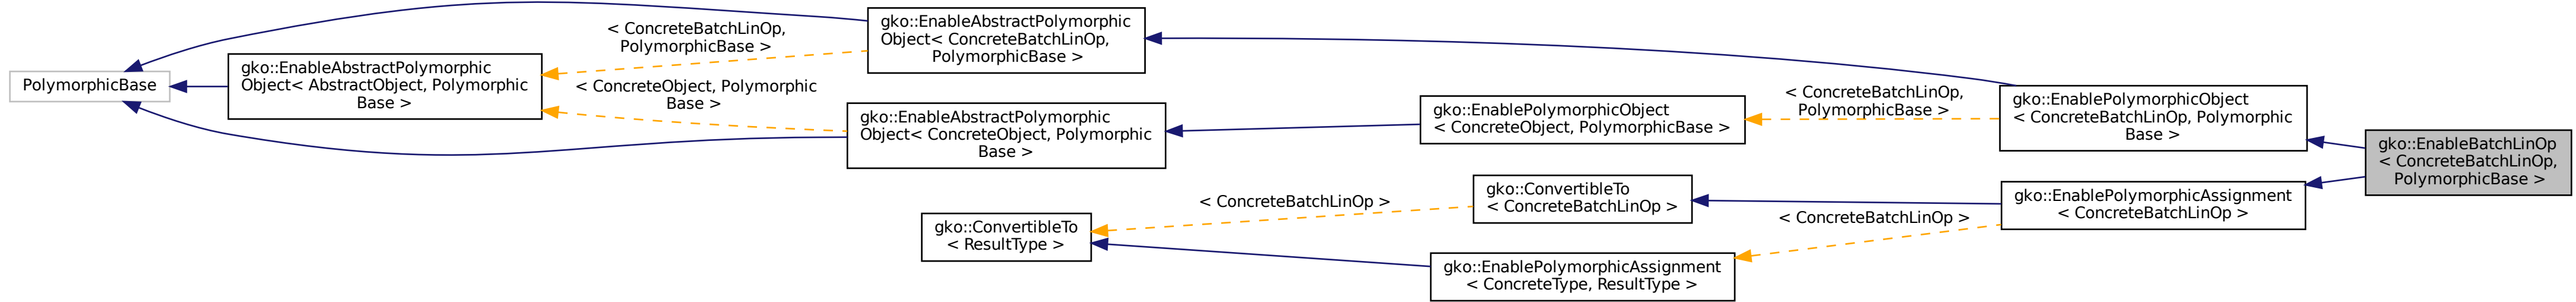 PolymorphicBase
gko::EnableAbstractPolymorphic
Object< AbstractObject, Polymorphic
Base >
< ConcreteBatchLinOp,
PolymorphicBase >
< ConcreteObject, Polymorphic
Base >
gko::EnableAbstractPolymorphic
Object< ConcreteBatchLinOp,
PolymorphicBase >
gko::EnableAbstractPolymorphic
Object< ConcreteObject, Polymorphic
Base >
gko::ConvertibleTo
< ResultType >
< ConcreteBatchLinOp >
gko::EnablePolymorphicObject
< ConcreteObject, PolymorphicBase >
gko::ConvertibleTo
< ConcreteBatchLinOp >
gko::EnablePolymorphicAssignment
< ConcreteType, ResultType >
< ConcreteBatchLinOp,
PolymorphicBase >
< ConcreteBatchLinOp >
gko::EnablePolymorphicObject
< ConcreteBatchLinOp, Polymorphic
Base >
gko::EnablePolymorphicAssignment
< ConcreteBatchLinOp >
gko::EnableBatchLinOp
< ConcreteBatchLinOp,
PolymorphicBase >